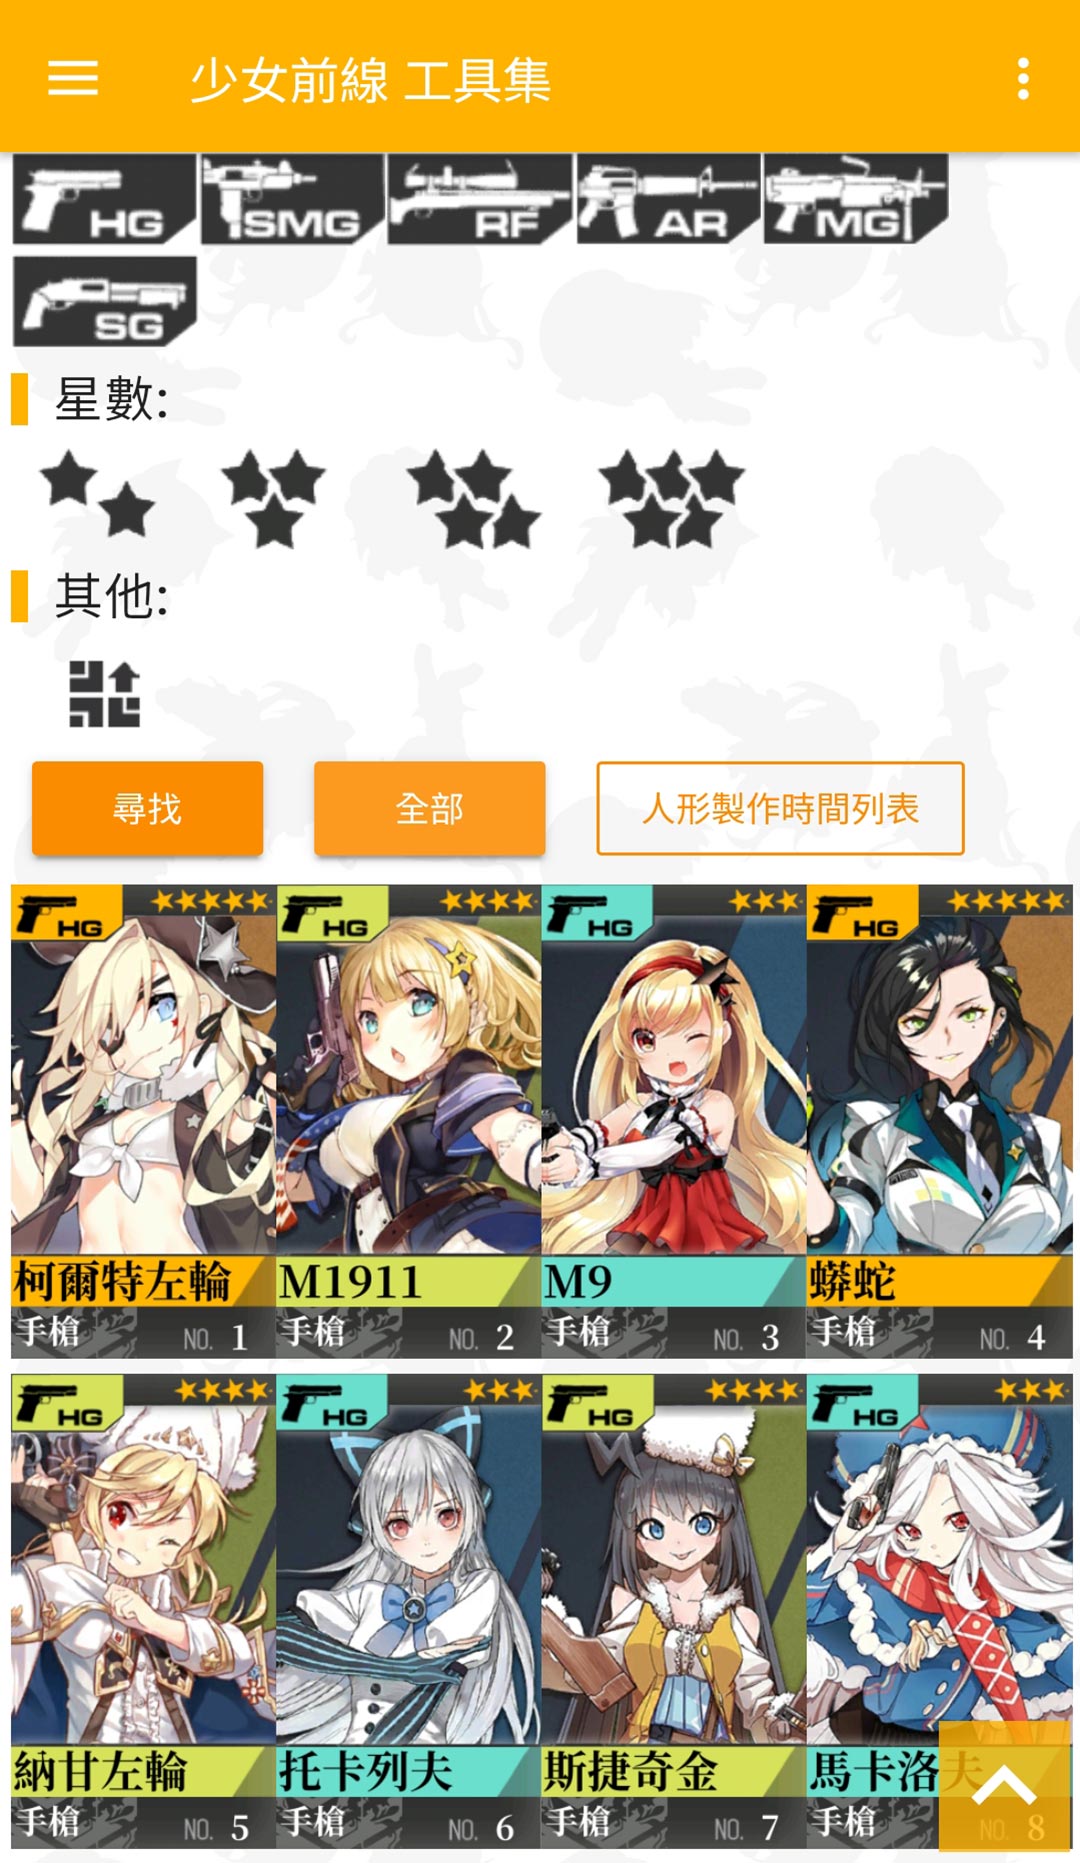 少女前線 工具集
HG SMG RF AR MG
SG
星數:
其他:
尋找 全部 人形製作時間列表
HG HG HG HG
柯爾特左輪 M1911 M9 蟒蛇
手槍 NO. 1 手槍 NO. 2 手槍 NO. 3 手槍 NO. 4
HG HG HG HG
納甘左輪 托卡列夫 斯捷奇金 馬卡洛夫
手槍 NO. 5 手槍 NO. 6 手槍 NO. 7 手槍 NO. 8